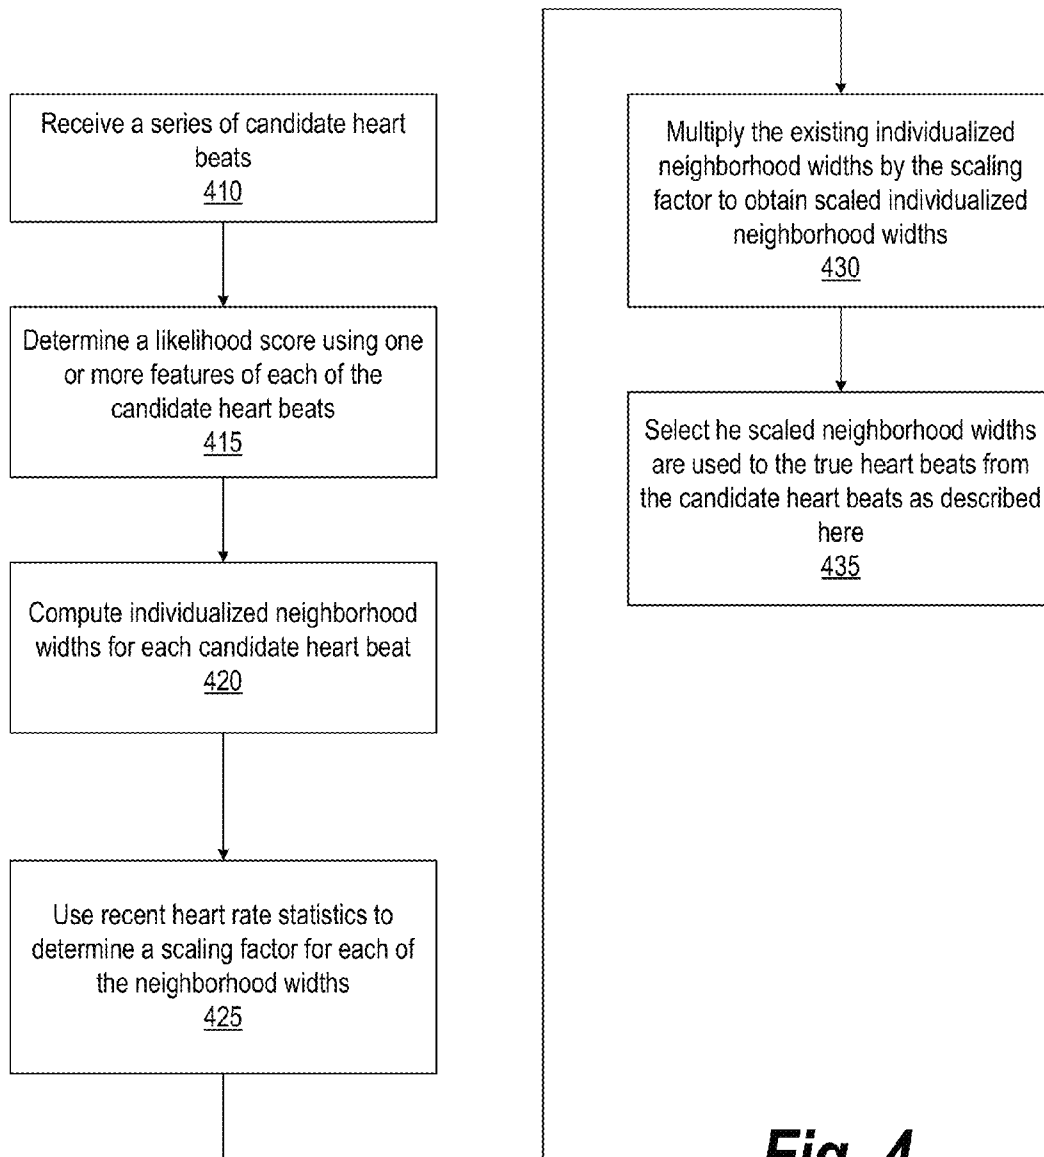 Receive a series of candidate heart
beats
410
Determine a likelihood score using one
or more features of each of the
candidate heart beats
415
Compute individualized neighborhood
widths for each candidate heart beat
420
Use recent heart rate statistics to
determine a scaling factor for each of
the neighborhood widths
425
Multiply the existing individualized
neighborhood widths by the scaling
factor to obtain scaled individualized
neighborhood widths
430
Select he scaled neighborhood widths
are used to the true heart beats from
the candidate heart beats as described
here
435
Fig. 4